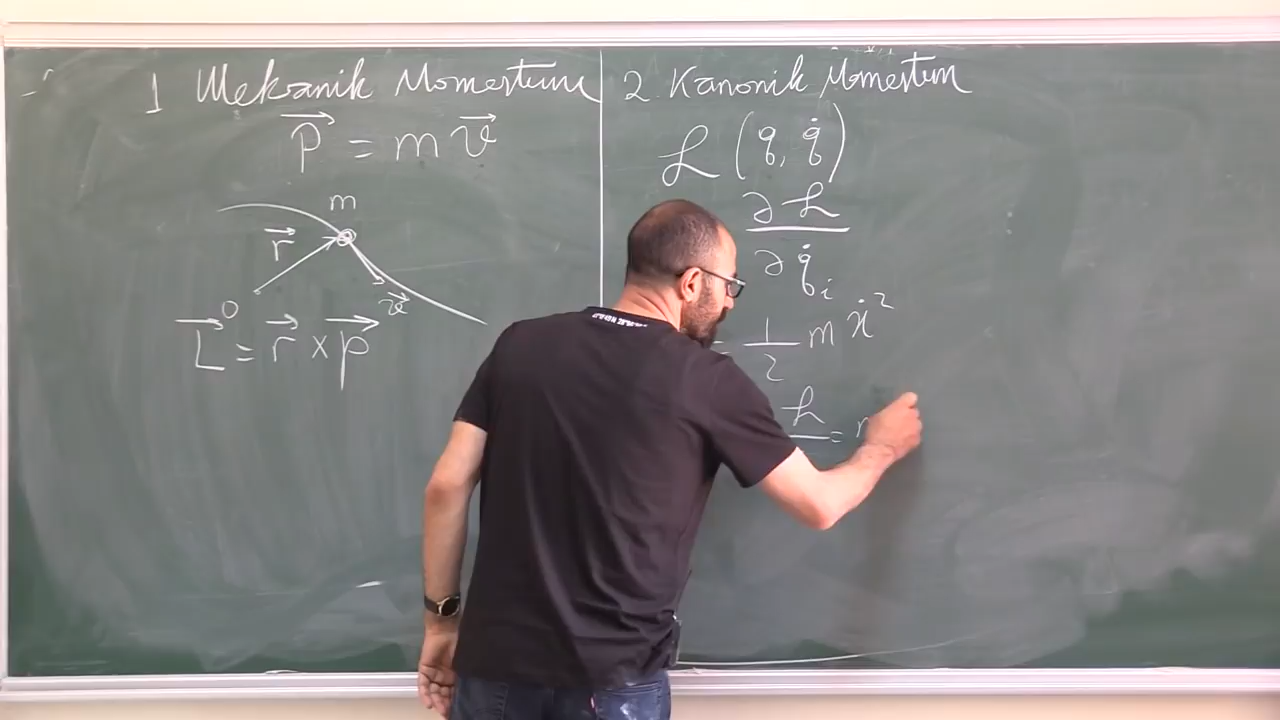 1 Mekanik Momentum
p⃗ = m v⃗
m
r⃗
O
v⃗
L⃗ = r⃗ × p⃗
2. Kanonik Momentum
ℒ (q, q̇)
∂ℒ
∂q̇ᵢ
= 1/2 m ẋ²
ℒ =